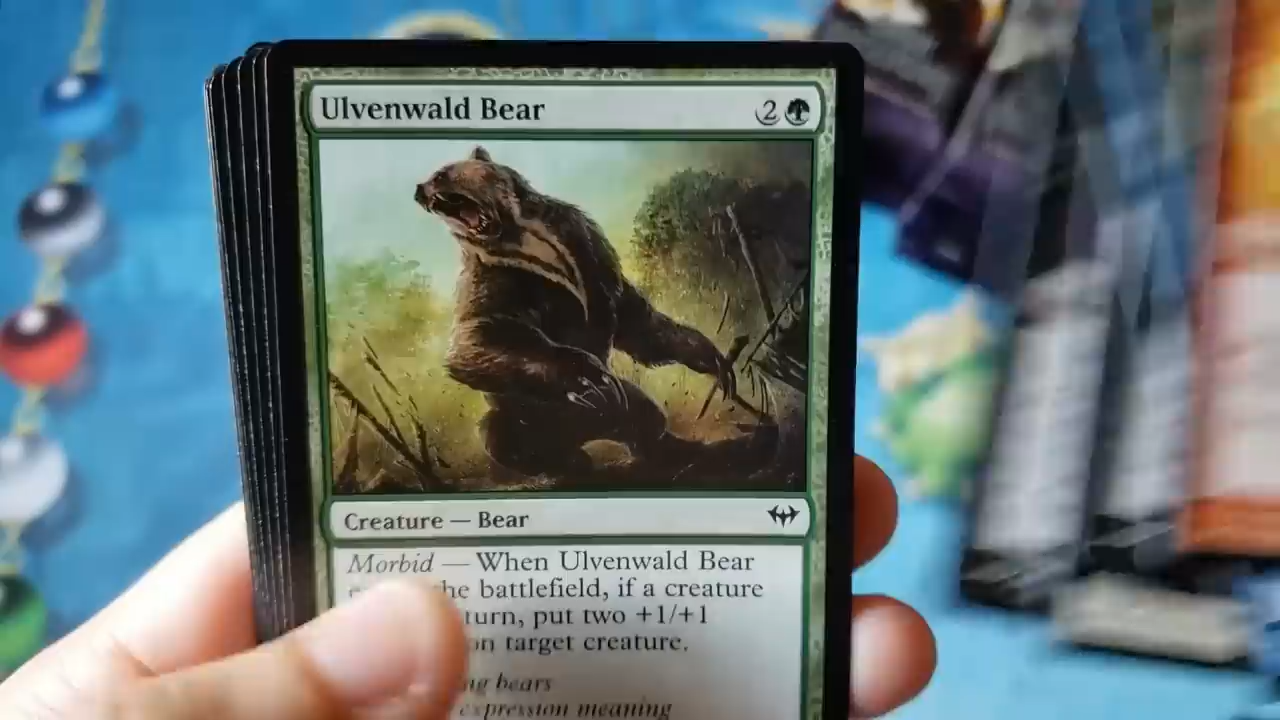 Ulvenwald Bear 2
Creature — Bear
Morbid — When Ulvenwald Bear
the battlefield, if a creature
turn, put two +1/+1
on target creature.
bears
expression meaning